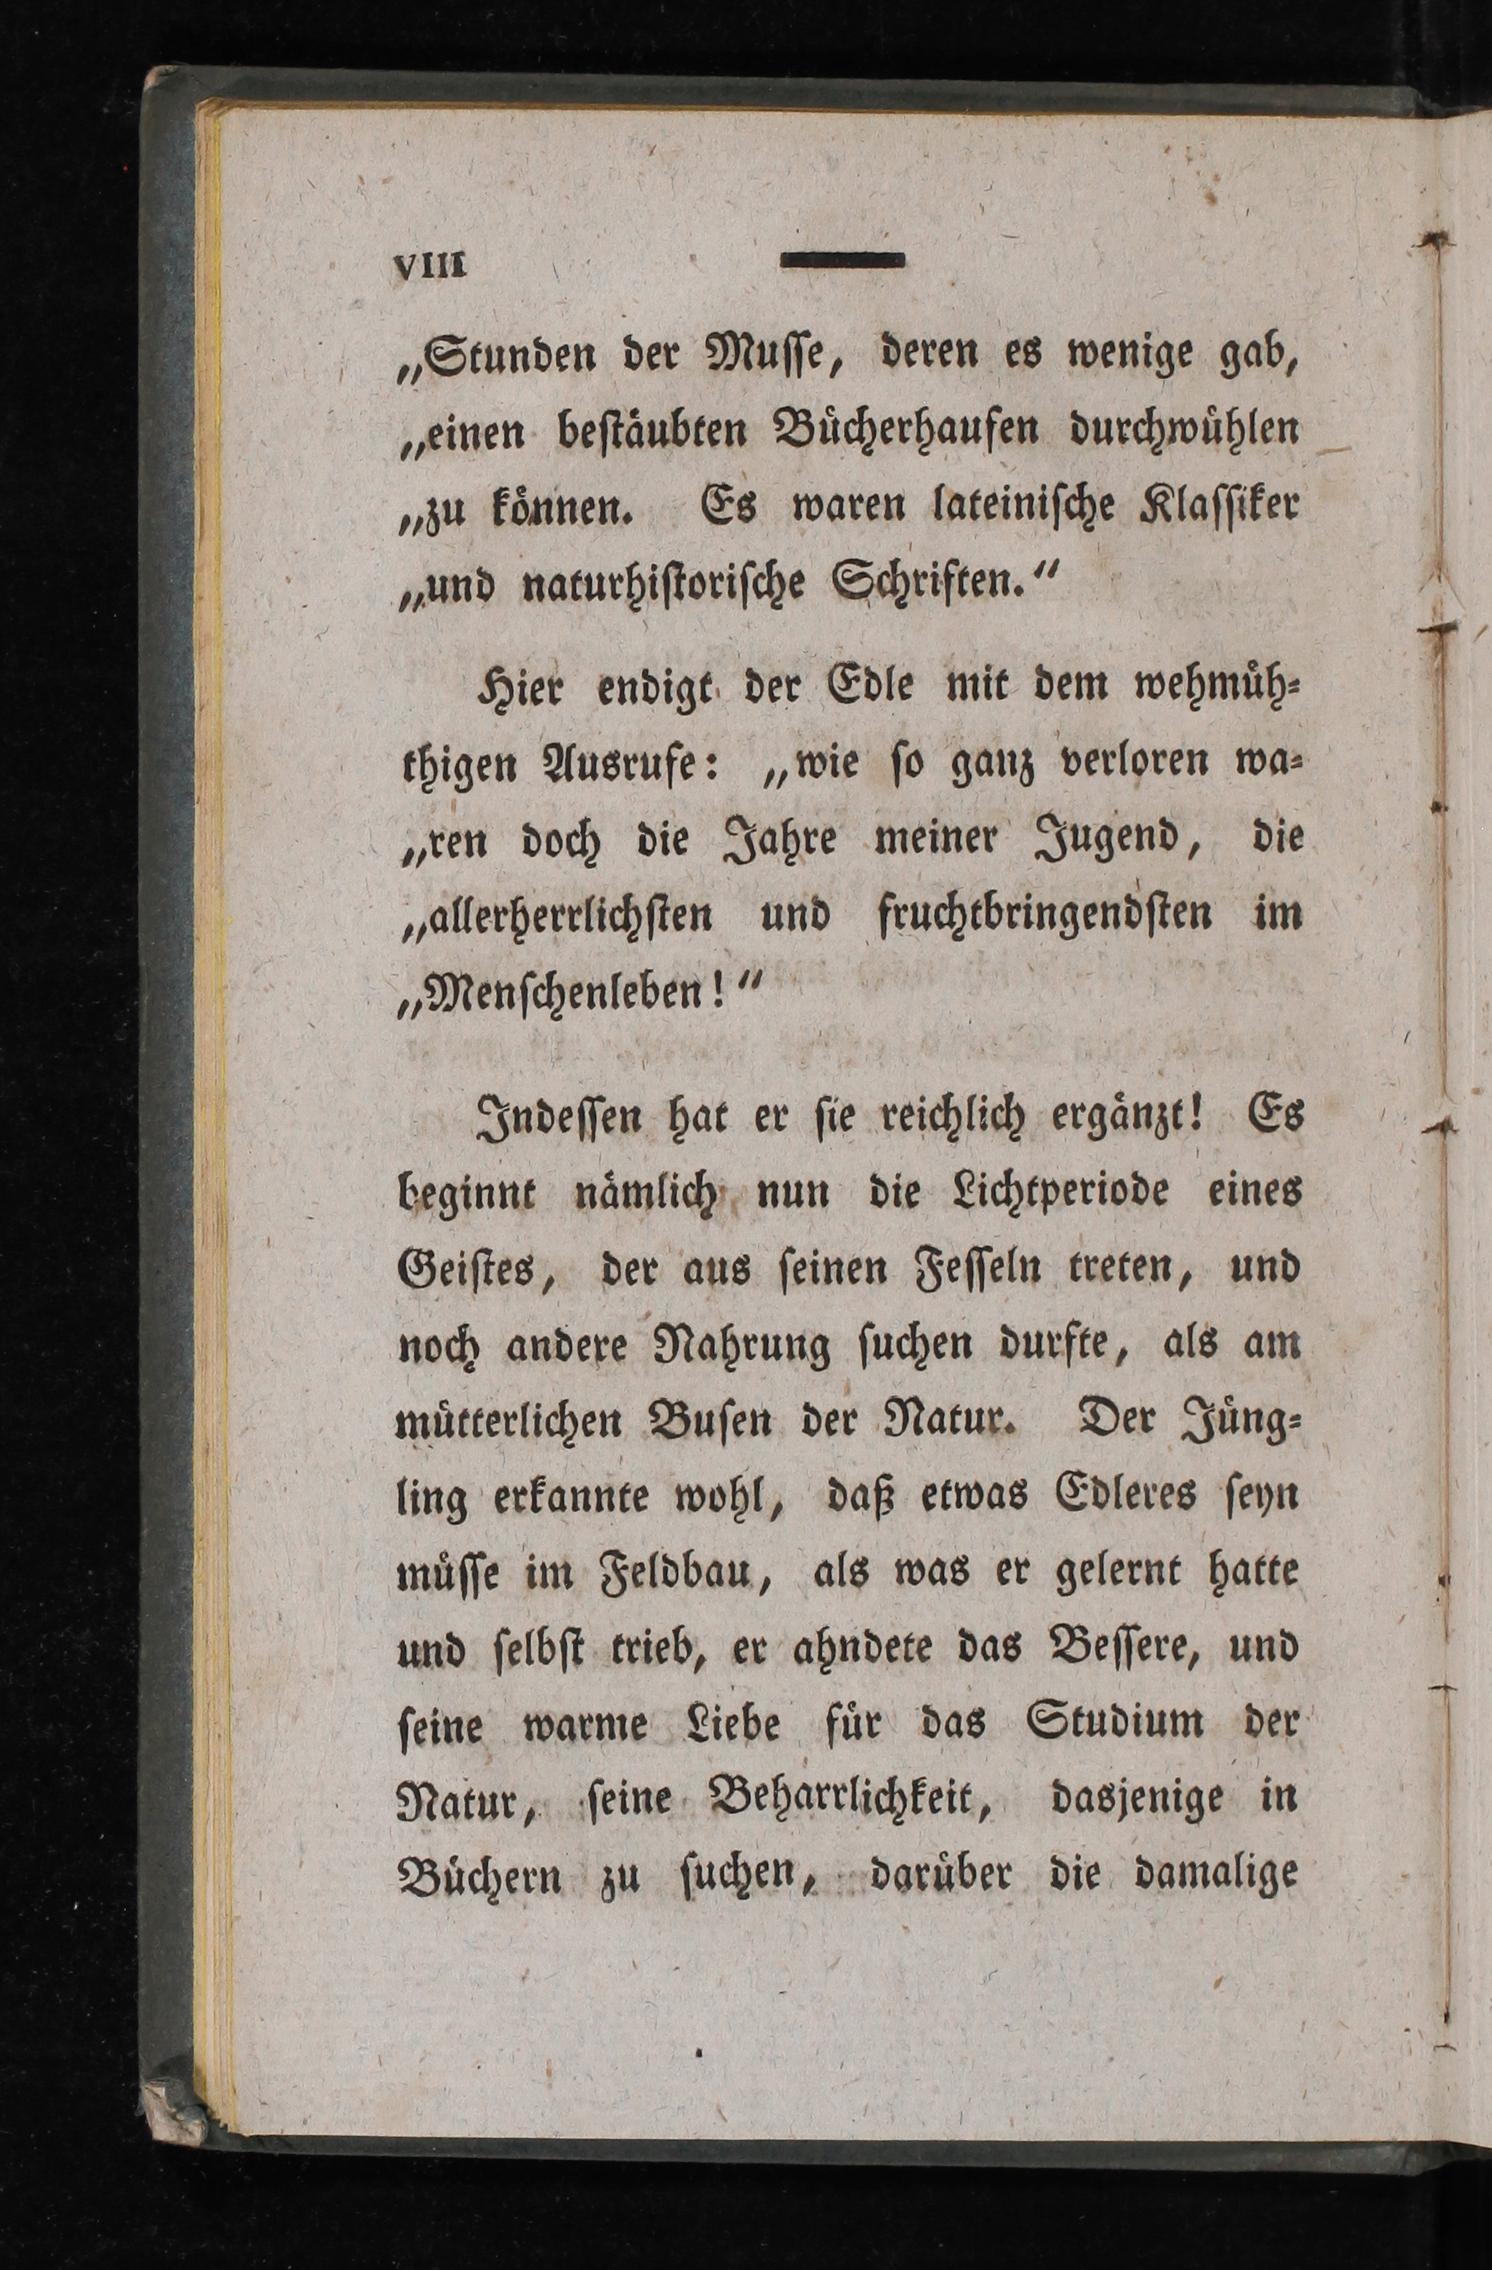 VIII
„Stunden der Muſſe, deren es wenige gab,
„einen beſtäubten Bücherhaufen durchwühlen
„zu können. Es waren lateiniſche Klaſſiker
„und naturhiſtoriſche Schriften.“
Hier endigt der Edle mit dem wehmüh-
thigen Ausrufe: „wie ſo ganz verloren wa-
„ren doch die Jahre meiner Jugend, die
„allerherrlichſten und fruchtbringendſten im
„Menſchenleben!“
Indeſſen hat er ſie reichlich ergänzt! Es
beginnt nämlich nun die Lichtperiode eines
Geiſtes, der aus ſeinen Feſſeln treten, und
noch andere Nahrung ſuchen durfte, als am
mütterlichen Buſen der Natur. Der Jüng-
ling erkannte wohl, daß etwas Edleres ſeyn
müſſe im Feldbau, als was er gelernt hatte
und ſelbſt trieb, er ahndete das Beſſere, und
ſeine warme Liebe für das Studium der
Natur, ſeine Beharrlichkeit, dasjenige in
Büchern zu ſuchen, darüber die damalige